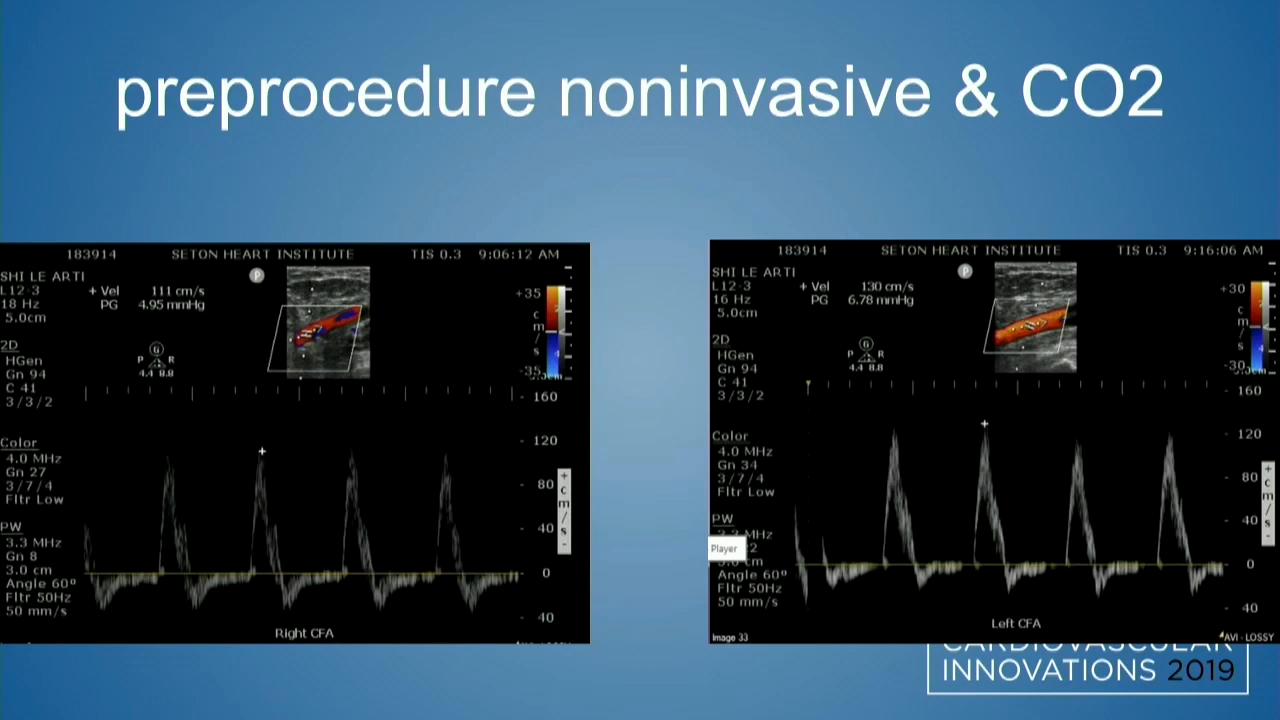 preprocedure noninvasive & CO2
183914 SETON HEART INSTITUTE TIS 0.3 9:06:12 AM
SHI LE ARTI
L12-3
18 Hz
5.0cm
+ Vel 111 cm/s
PG 4.95 mmHg
P
G
P R
4.4 8.8
+35
c
m
/
s
-35
2D
HGen
Gn 94
C 41
3/3/2
Color
4.0 MHz
Gn 27
3/7/4
Fltr Low
PW
3.3 MHz
Gn 8
3.0 cm
Angle 60°
Fltr 50Hz
50 mm/s
160
120
80
40
0
40
+
c
m
/
s
-
Right CFA
183914 SETON HEART INSTITUTE TIS 0.3 9:16:06 AM
SHI LE ARTI
L12-3
16 Hz
5.0cm
+ Vel 130 cm/s
PG 6.78 mmHg
P
G
P R
4.4 8.8
+30
c
m
/
s
-30
2D
HGen
Gn 94
C 41
3/3/2
Color
4.0 MHz
Gn 34
3/7/4
Fltr Low
PW
Player
3.0 cm
Angle 60°
Fltr 50Hz
50 mm/s
160
120
80
40
0
40
+
c
m
/
s
-
Left CFA
Image 33
AVI - LOSSY
CARDIOVASCULAR
INNOVATIONS 2019